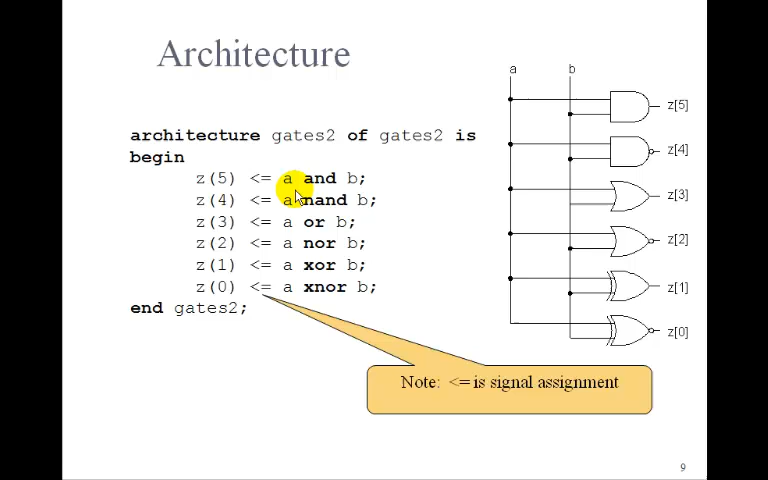 Architecture
architecture gates2 of gates2 is
begin
z(5) <= a and b;
z(4) <= a nand b;
z(3) <= a or b;
z(2) <= a nor b;
z(1) <= a xor b;
z(0) <= a xnor b;
end gates2;
a b
z[5]
z[4]
z[3]
z[2]
z[1]
z[0]
Note: <= is signal assignment
9